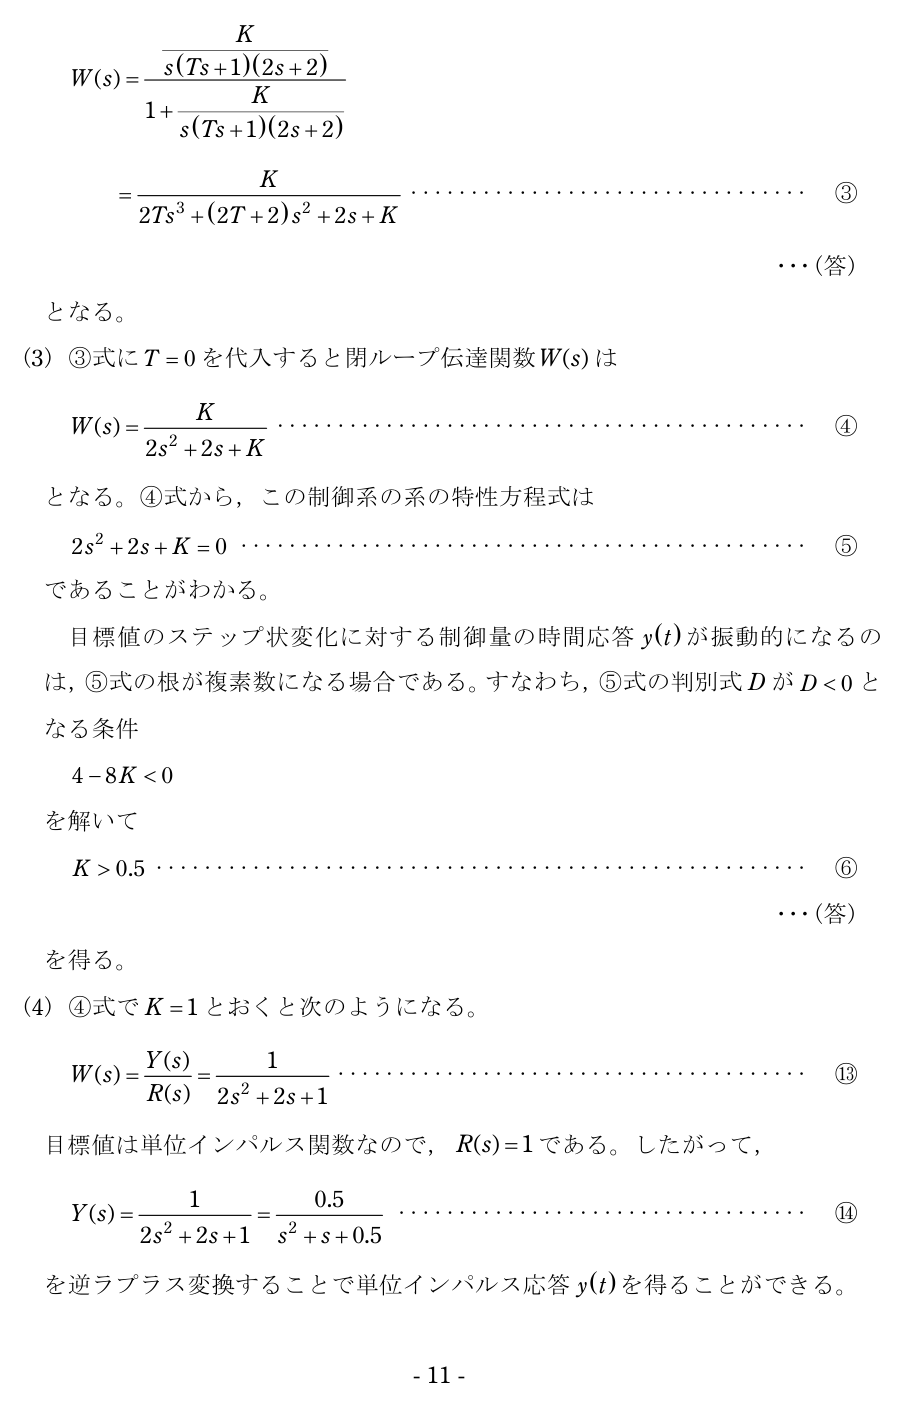 W(s) = \frac{\frac{K}{s(Ts+1)(2s+2)}}{1+\frac{K}{s(Ts+1)(2s+2)}}
= \frac{K}{2Ts^3+(2T+2)s^2+2s+K} ································· ③
･･･(答)
となる。
(3) ③式に T = 0 を代入すると閉ループ伝達関数 W(s) は
W(s) = \frac{K}{2s^2+2s+K} ············································ ④
となる。④式から，この制御系の系の特性方程式は
2s^2 + 2s + K = 0 ··············································· ⑤
であることがわかる。
目標値のステップ状変化に対する制御量の時間応答 y(t) が振動的になるの
は，⑤式の根が複素数になる場合である。すなわち，⑤式の判別式 D が D < 0 と
なる条件
4 − 8K < 0
を解いて
K > 0.5 ······················································ ⑥
･･･(答)
を得る。
(4) ④式で K = 1 とおくと次のようになる。
W(s) = \frac{Y(s)}{R(s)} = \frac{1}{2s^2+2s+1} ······································· ⑬
目標値は単位インパルス関数なので， R(s) = 1 である。したがって，
Y(s) = \frac{1}{2s^2+2s+1} = \frac{0.5}{s^2+s+0.5} ·································· ⑭
を逆ラプラス変換することで単位インパルス応答 y(t) を得ることができる。
- 11 -